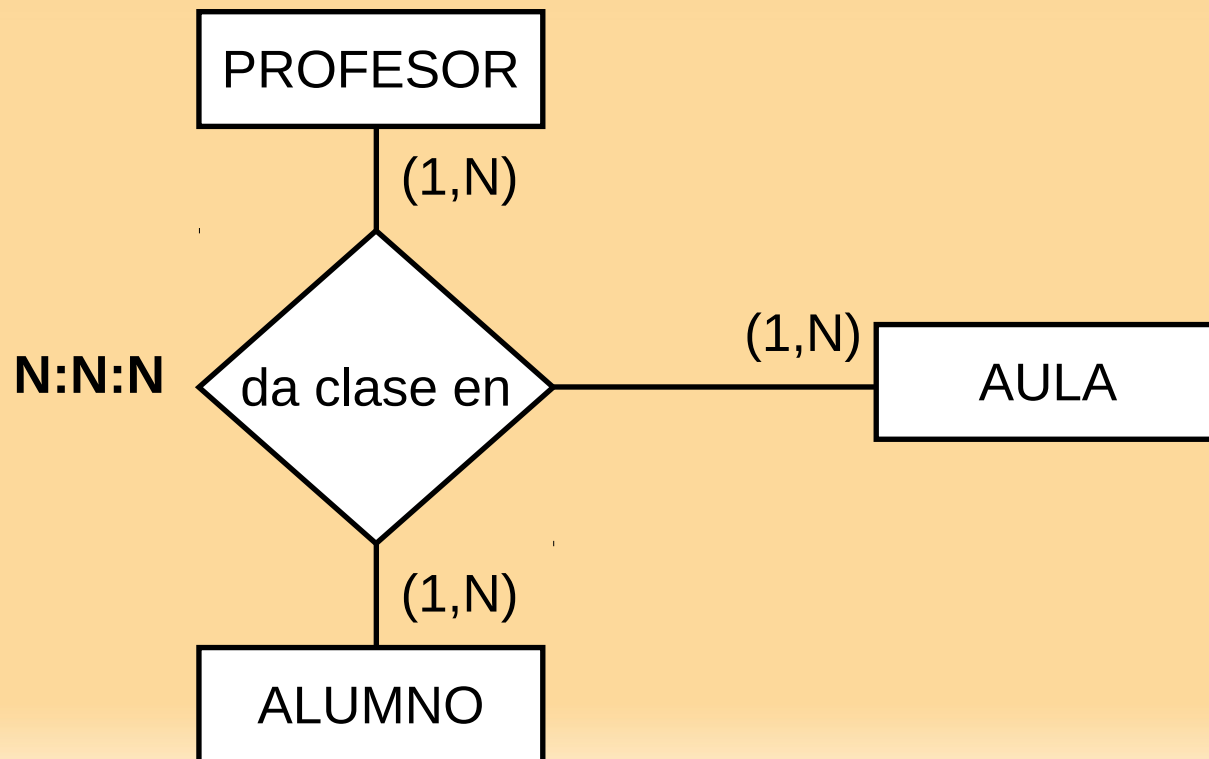 PROFESOR
(1,N)
(1,N)
N:N:N
da clase en
AULA
(1,N)
ALUMNO